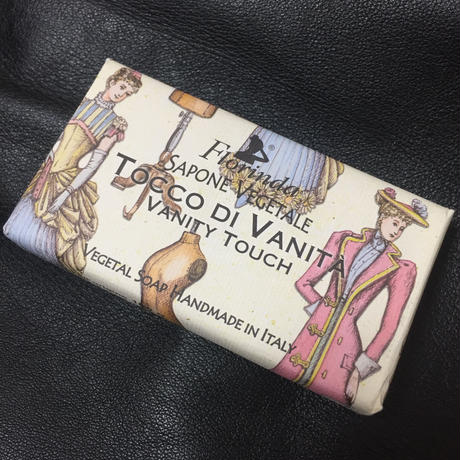 Florinda®
SAPONE VEGETALE
TOCCO DI VANITÀ
VANITY TOUCH
VEGETAL SOAP HANDMADE IN ITALY